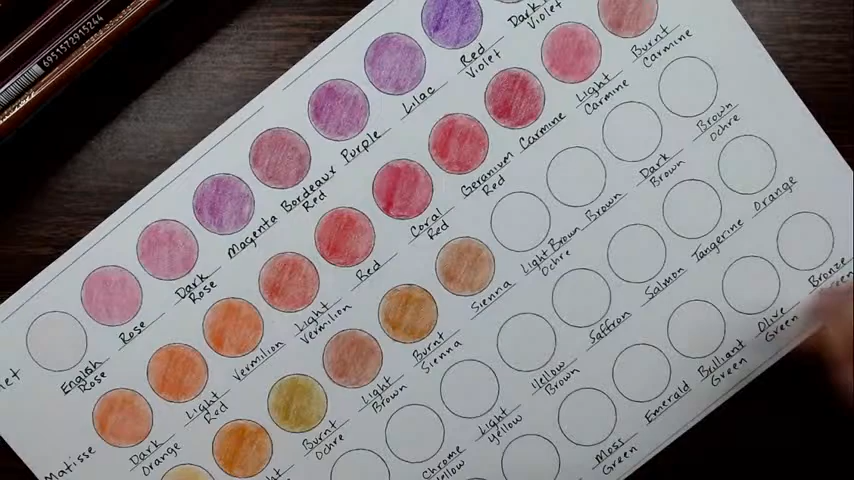 6951572915244
English
Rose
Rose
Dark
Rose
Magenta
Bordeaux
Red
Purple
Lilac
Red
Violet
Dark
Violet
Matisse
Dark
Orange
Light
Red
Vermilion
Light
Vermilion
Red
Coral
Red
Geranium
Red
Carmine
Light
Carmine
Burnt
Carmine
Burnt
Ochre
Light
Brown
Burnt
Sienna
Sienna
Light Brown
Ochre
Brown
Dark
Brown
Brown
Ochre
Chrome
Yellow
Light
Yellow
Yellow
Brown
Saffron
Salmon
Tangerine
Orange
Moss
Green
Emerald
Brilliant
Green
Olive
Green
Bronze
Green